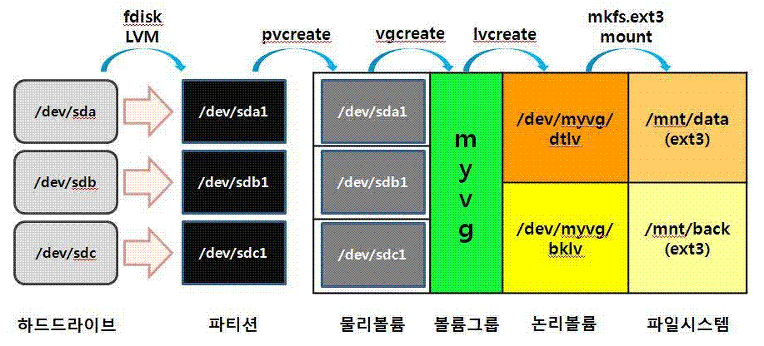 fdisk
LVM
pvcreate
vgcreate
lvcreate
mkfs.ext3
mount
/dev/sda
/dev/sda1
/dev/sda1
/dev/sdb
/dev/sdb1
/dev/sdb1
/dev/sdc
/dev/sdc1
/dev/sdc1
m
y
v
g
/dev/myvg/
dtlv
/mnt/data
(ext3)
/dev/myvg/
bklv
/mnt/back
(ext3)
하드드라이브
파티션
물리볼륨
볼륨그룹
논리볼륨
파일시스템